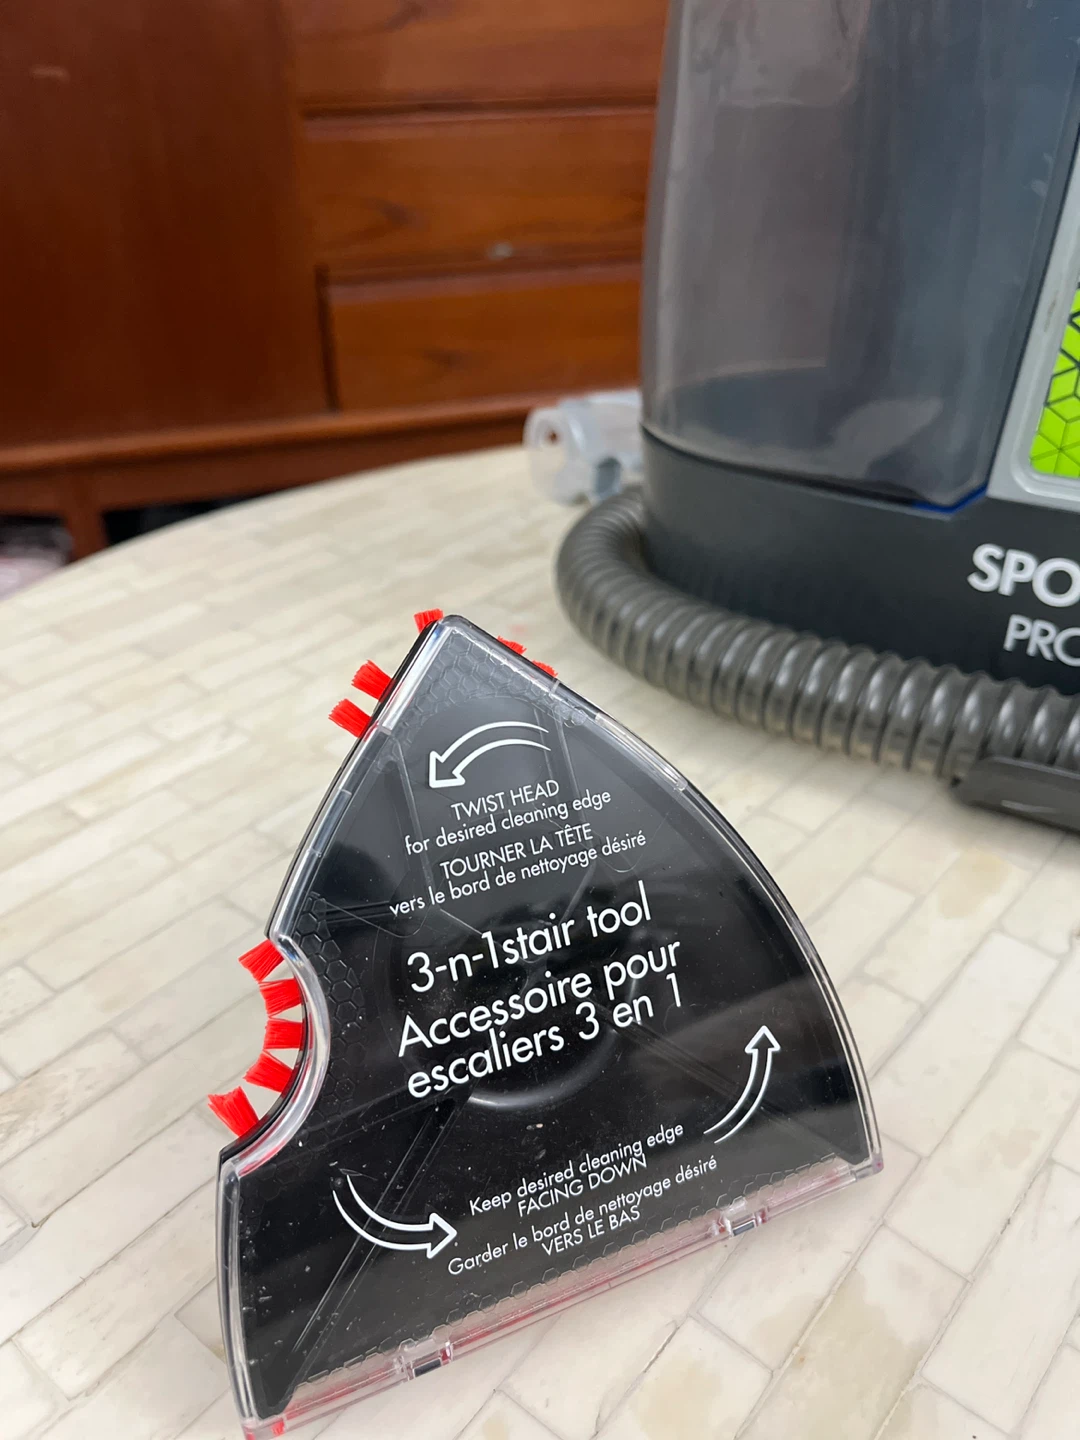 SPO
PRO
TWIST HEAD
for desired cleaning edge
TOURNER LA TÊTE
vers le bord de nettoyage désiré
3-n-1stair tool
Accessoire pour
escaliers 3 en 1
Keep desired cleaning edge
FACING DOWN
Garder le bord de nettoyage désiré
VERS LE BAS